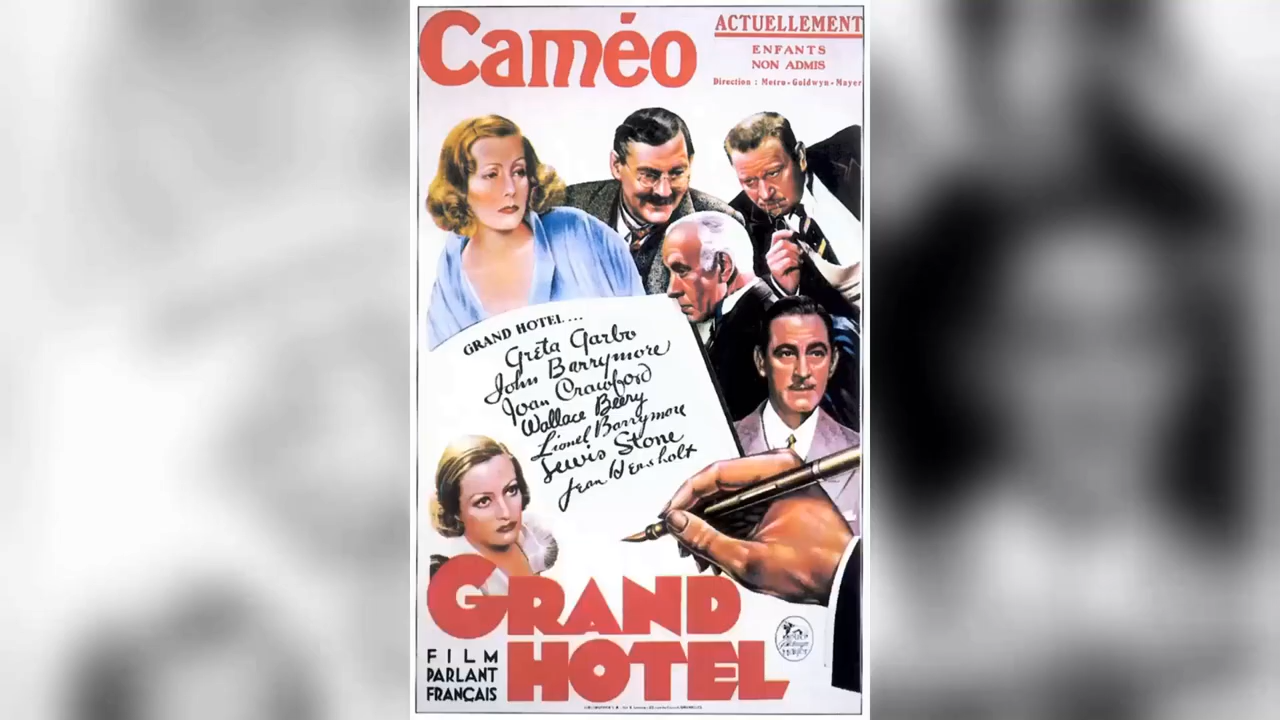 Caméo
ACTUELLEMENT
ENFANTS
NON ADMIS
Direction : Metro-Goldwyn-Mayer
GRAND HOTEL...
Greta Garbo
John Barrymore
Joan Crawford
Wallace Beery
Lionel Barrymore
Lewis Stone
Jean Hersholt
GRAND
HOTEL
FILM
PARLANT
FRANÇAIS